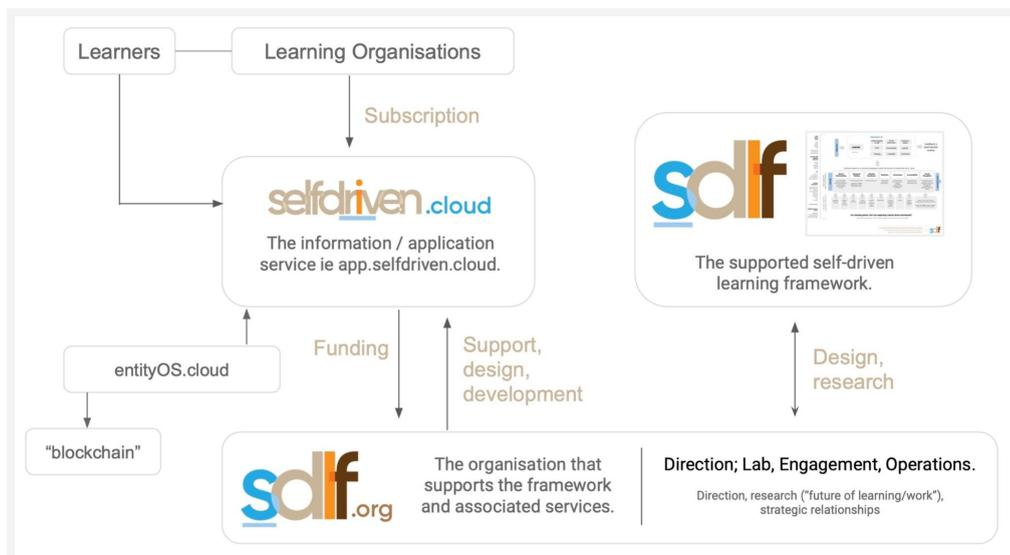 Learners
Learning Organisations
Subscription
selfdriven.cloud
The information / application
service ie app.selfdriven.cloud.
sdlf
The supported self-driven
learning framework.
Funding
Support,
design,
development
Design,
research
entityOS.cloud
“blockchain”
sdlf.org
The organisation that
supports the framework
and associated services.
Direction; Lab, Engagement, Operations.
Direction, research (“future of learning/work”),
strategic relationships